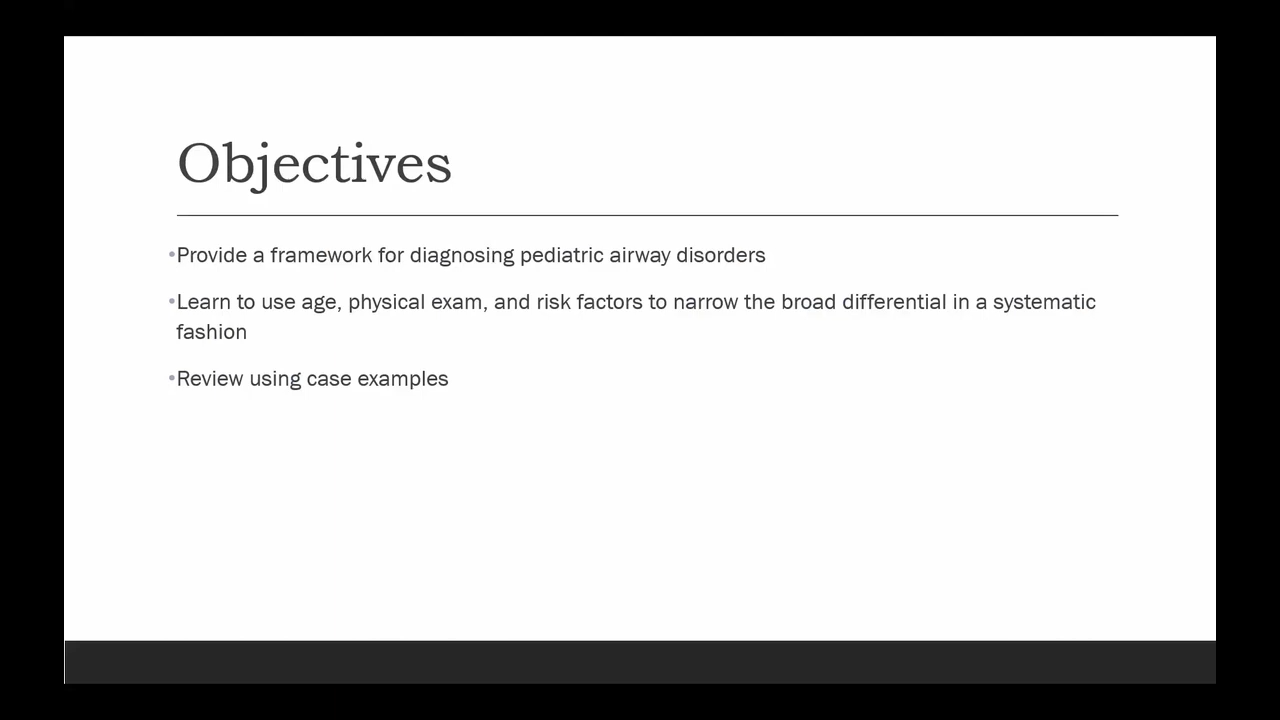 Objectives
•Provide a framework for diagnosing pediatric airway disorders
•Learn to use age, physical exam, and risk factors to narrow the broad differential in a systematic
fashion
•Review using case examples